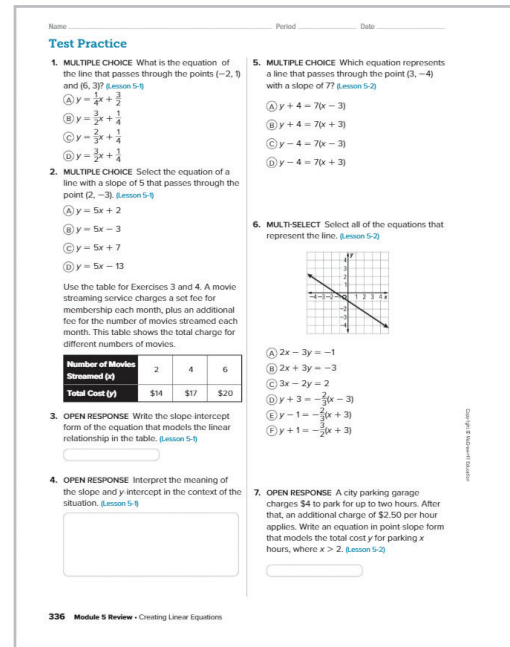 Name Period Date
Test Practice
1. MULTIPLE CHOICE What is the equation of
the line that passes through the points (−2, 1)
and (6, 3)? (Lesson 5-1)
A y = 1/4x + 3/2
B y = 3/2x + 1/4
C y = 2/3x + 1/4
D y = 3/2x + 1/4
2. MULTIPLE CHOICE Select the equation of a
line with a slope of 5 that passes through the
point (2, −3). (Lesson 5-1)
A y = 5x + 2
B y = 5x − 3
C y = 5x + 7
D y = 5x − 13
Use the table for Exercises 3 and 4. A movie
streaming service charges a set fee for
membership each month, plus an additional
fee for the number of movies streamed each
month. This table shows the total charge for
different numbers of movies.
Number of Movies
Streamed (x) 2 4 6
Total Cost (y) $14 $17 $20
3. OPEN RESPONSE Write the slope-intercept
form of the equation that models the linear
relationship in the table. (Lesson 5-1)
4. OPEN RESPONSE Interpret the meaning of
the slope and y-intercept in the context of the
situation. (Lesson 5-1)
5. MULTIPLE CHOICE Which equation represents
a line that passes through the point (3, −4)
with a slope of 7? (Lesson 5-2)
A y + 4 = 7(x − 3)
B y + 4 = 7(x + 3)
C y − 4 = 7(x − 3)
D y − 4 = 7(x + 3)
6. MULTI-SELECT Select all of the equations that
represent the line. (Lesson 5-2)
A 2x − 3y = −1
B 2x + 3y = −3
C 3x − 2y = 2
D y + 3 = −2/3(x − 3)
E y − 1 = −2/3(x + 3)
F y + 1 = −3/2(x + 3)
7. OPEN RESPONSE A city parking garage
charges $4 to park for up to two hours. After
that, an additional charge of $2.50 per hour
applies. Write an equation in point-slope form
that models the total cost y for parking x
hours, where x > 2. (Lesson 5-2)
Copyright © McGraw-Hill Education
336 Module 5 Review • Creating Linear Equations